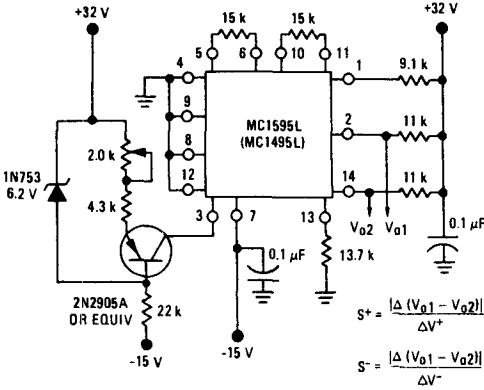 +32 V
15 k
15 k
+32 V
5
6
10
11
4
1
9.1 k
9
MC1595L
(MC1495L)
2
11 k
1N753
6.2 V
2.0 k
8
12
14
11 k
4.3 k
3
7
13
Vo2
Vo1
0.1 μF
0.1 μF
13.7 k
2N2905A
OR EQUIV
22 k
-15 V
-15 V
S+ = |Δ (Vo1 – Vo2)| / ΔV+
S– = |Δ (Vo1 – Vo2)| / ΔV–